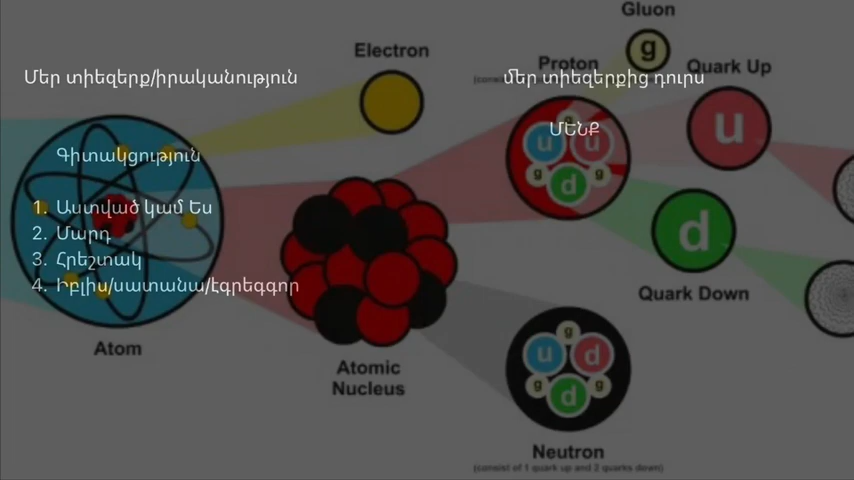 Մեր տիեզերք/իրականություն
Գիտակցություն
1. Աստված կամ Ես
2. Մարդ
3. Հրեշտակ
4. Իբլիս/սատանա/էգրեգգոր
մեր տիեզերքից դուրս
ՄԵՆՔ
Gluon
g
Electron
Proton
(consist
Quark Up
u
u u
g
g g
d
d
Quark Down
Atom
Atomic
Nucleus
g
u d
g g
d
Neutron
(consist of 1 quark up and 2 quarks down)